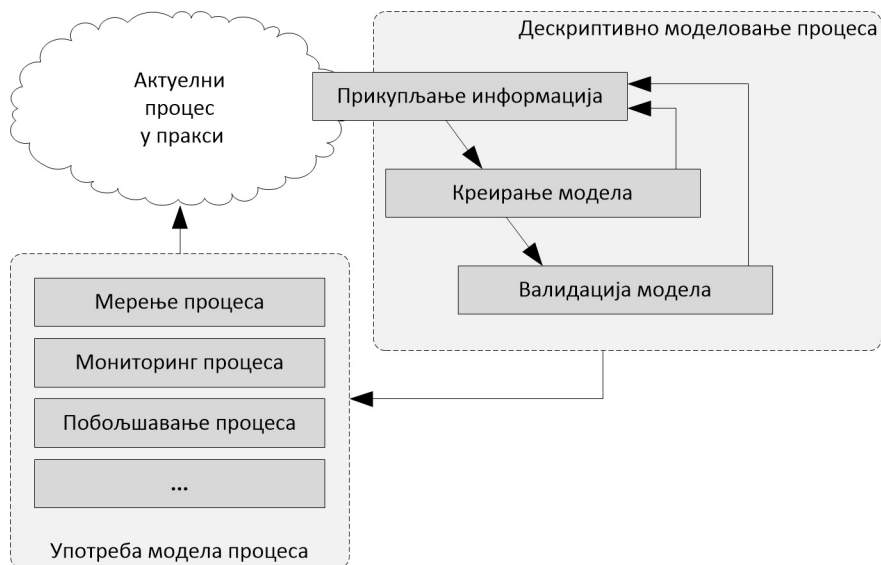 Дескриптивно моделовање процеса
Актуелни
процес
у пракси
Прикупљање информација
Креирање модела
Валидација модела
Мерење процеса
Мониторинг процеса
Побољшавање процеса
...
Употреба модела процеса